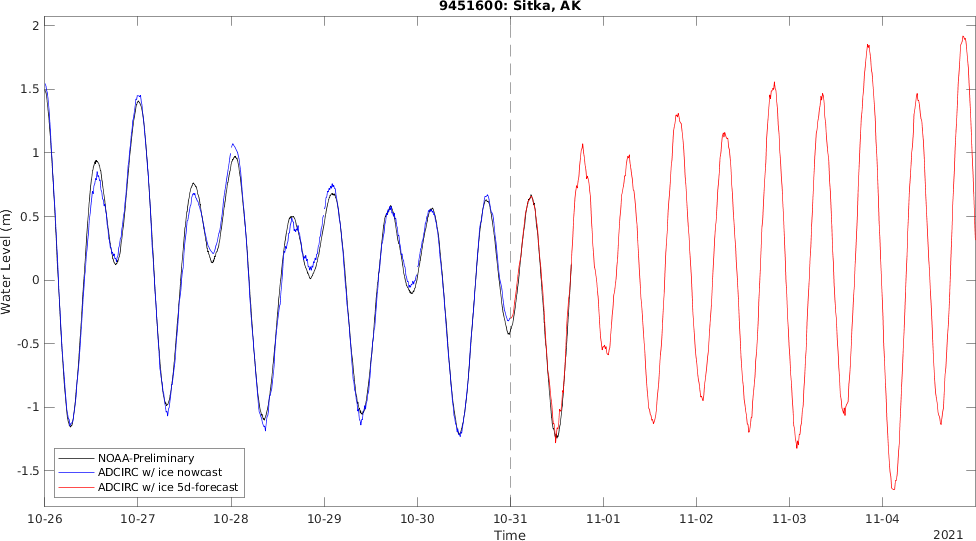 9451600: Sitka, AK
2
1.5
1
0.5
0
-0.5
-1
-1.5
Water Level (m)
NOAA-Preliminary
ADCIRC w/ ice nowcast
ADCIRC w/ ice 5d-forecast
10-26 10-27 10-28 10-29 10-30 10-31 11-01 11-02 11-03 11-04
Time
2021